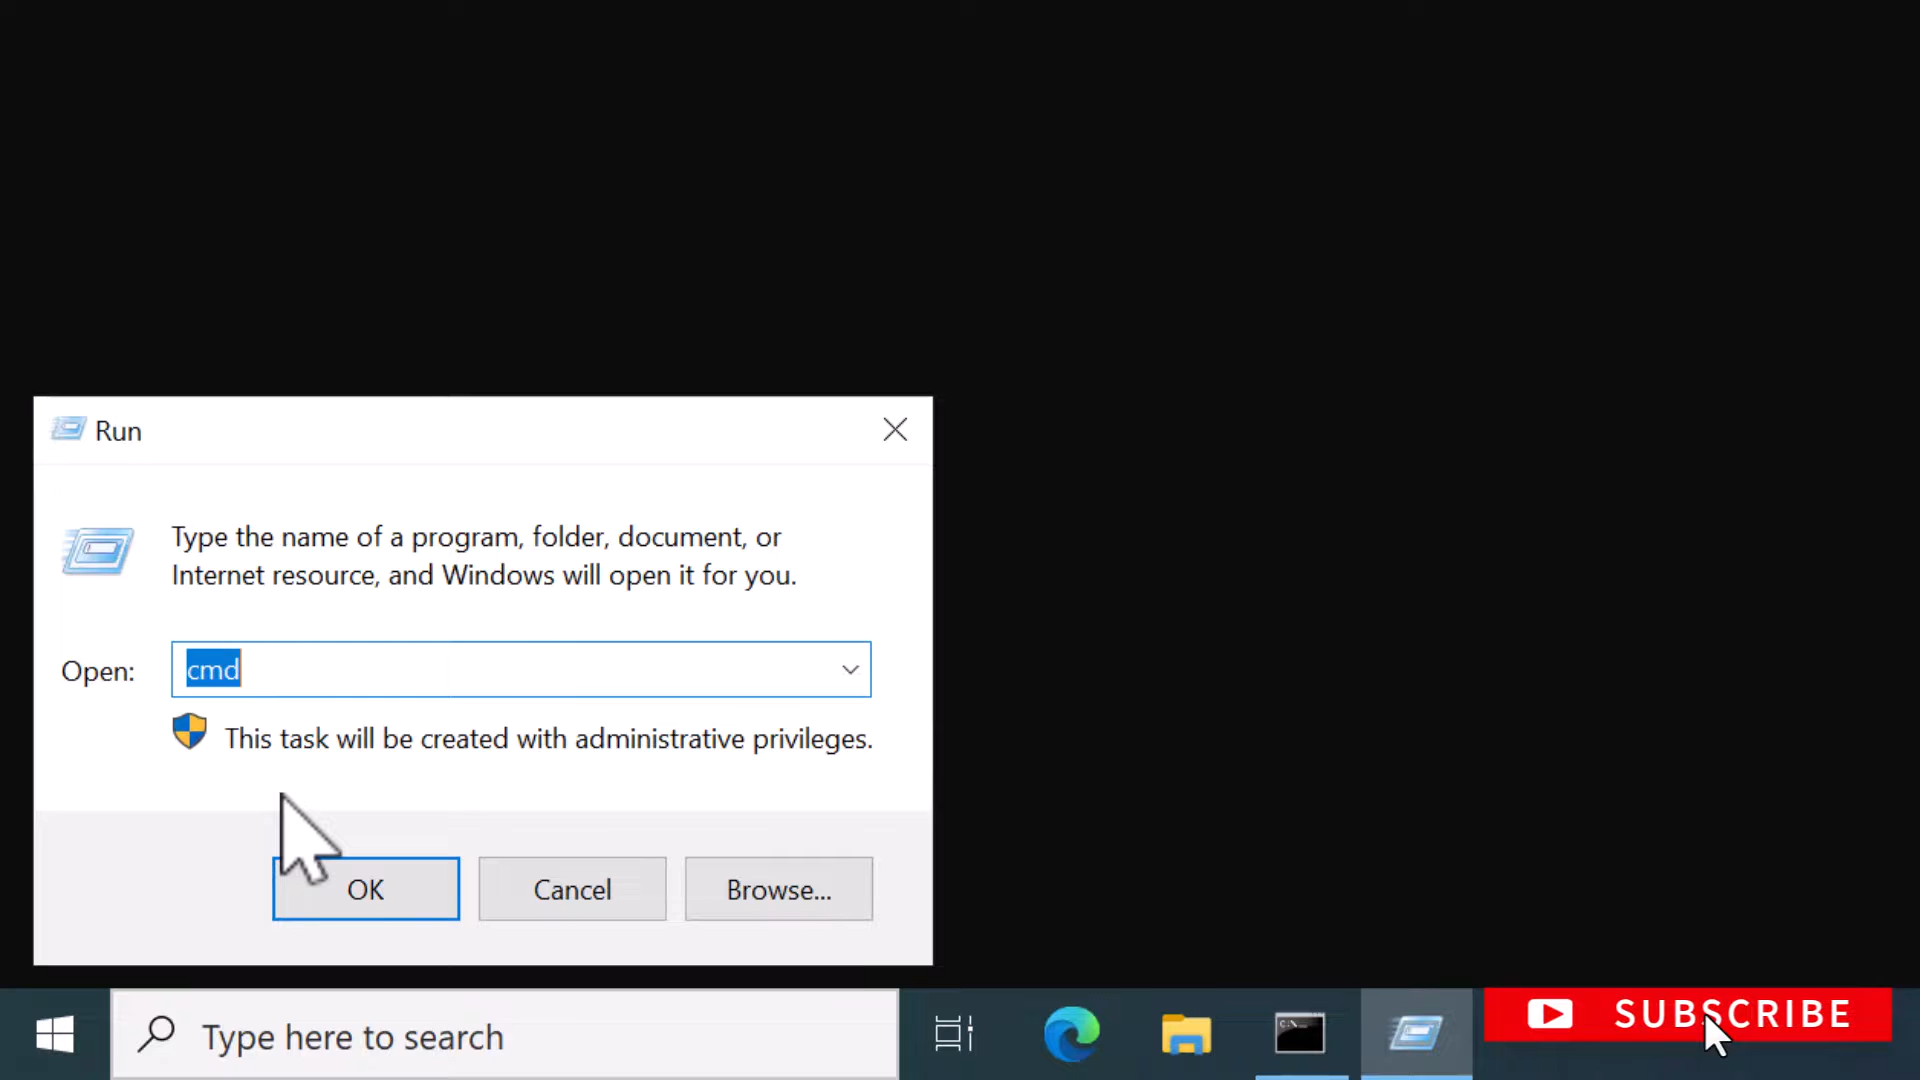 Run
Type the name of a program, folder, document, or
Internet resource, and Windows will open it for you.
Open:
cmd
This task will be created with administrative privileges.
OK
Cancel
Browse...
Type here to search
SUBSCRIBE